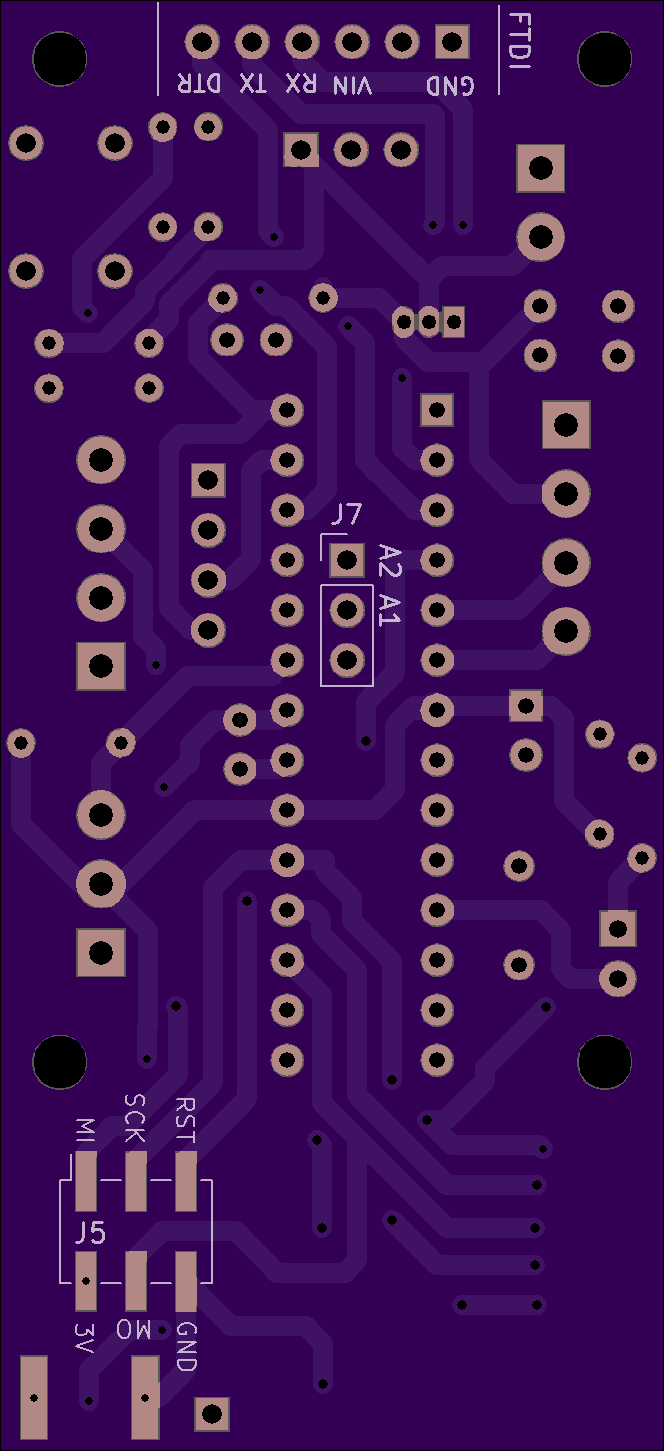 FTDI
DTR TX RX VIN GND
J7
A2
A1
MI SCK RST
J5
3V MO GND